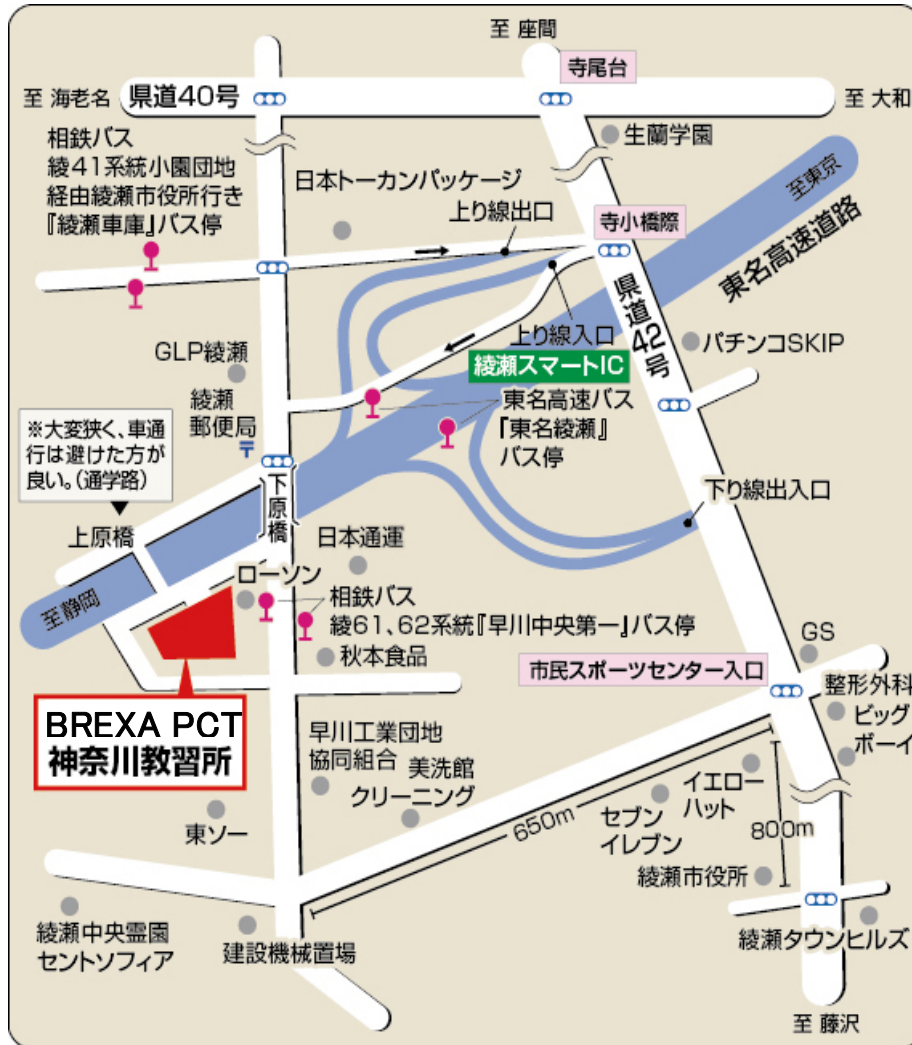 至 座間
寺尾台
至 海老名
県道40号
至 大和
相鉄バス
綾41系統小園団地
経由綾瀬市役所行き
『綾瀬車庫』バス停
生蘭学園
日本トーカンパッケージ
上り線出口
至東京
東名高速道路
寺小橋際
県道42号
上り線入口
パチンコSKIP
GLP綾瀬
綾瀬スマートIC
綾瀬
郵便局
〒
東名高速バス
『東名綾瀬』
バス停
※大変狭く、車通
行は避けた方が
良い。(通学路)
下原橋
下り線出入口
上原橋
日本通運
ローソン
至静岡
相鉄バス
綾61、62系統『早川中央第一』バス停
秋本食品
GS
市民スポーツセンター入口
整形外科
ビッグ
ボーイ
BREXA PCT
神奈川教習所
早川工業団地
協同組合
美洗館
クリーニング
イエロー
ハット
セブン
イレブン
650m
800m
東ソー
綾瀬市役所
綾瀬中央霊園
セントソフィア
建設機械置場
綾瀬タウンヒルズ
至 藤沢